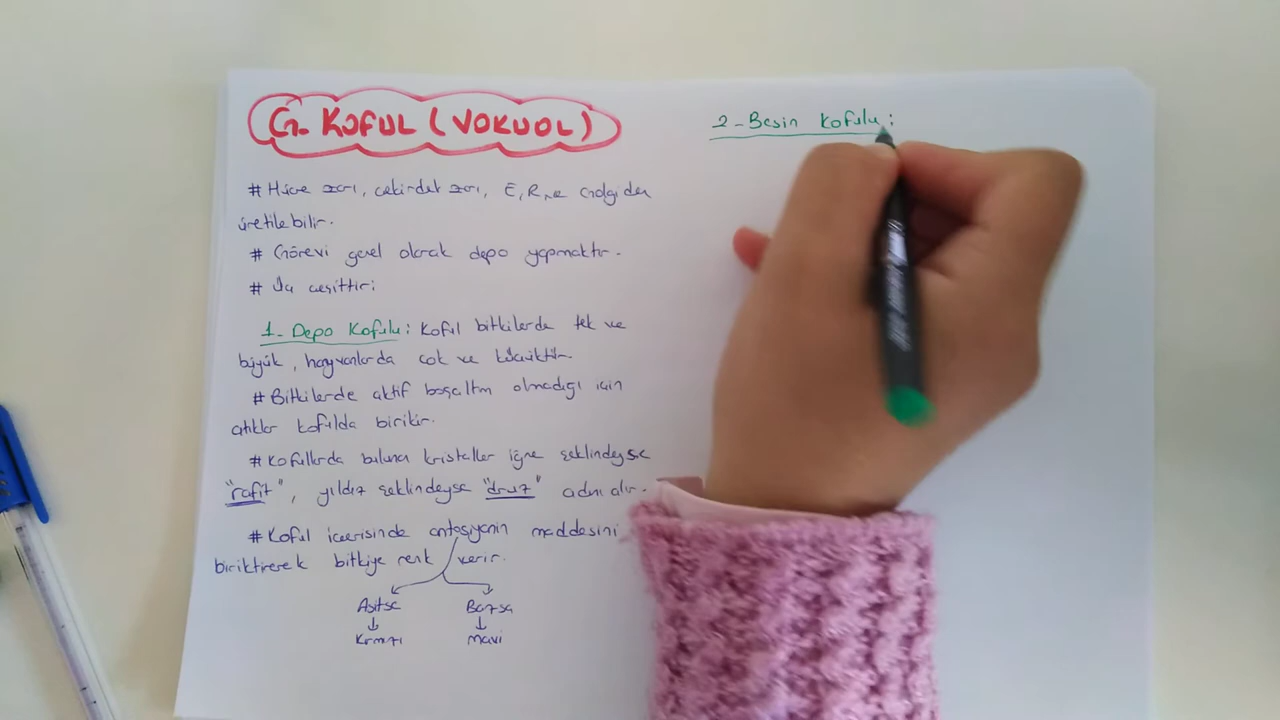 G. KOFUL (VOKUOL)
# Hücre zarı, çekirdek zarı, E,R ve Golgiden
üretilebilir.
# Görevi genel olarak depo yapmaktır.
# Üç çeşittir:
1- Depo Kofulu: Koful bitkilerde tek ve
büyük, hayvanlarda çok ve küçüktür.
# Bitkilerde aktif boşaltım olmadığı için
atıklar kofulda birikir.
# Kofullarda bulunan kristaller iğne şeklindeyse
"rafit", yıldız şeklindeyse "druz" adını alır.
# Koful içerisinde antosiyanin maddesini
biriktirerek bitkiye renk verir.
Asitse Bazsa
↓ ↓
Kırmızı Mavi
2-Besin Kofulu: